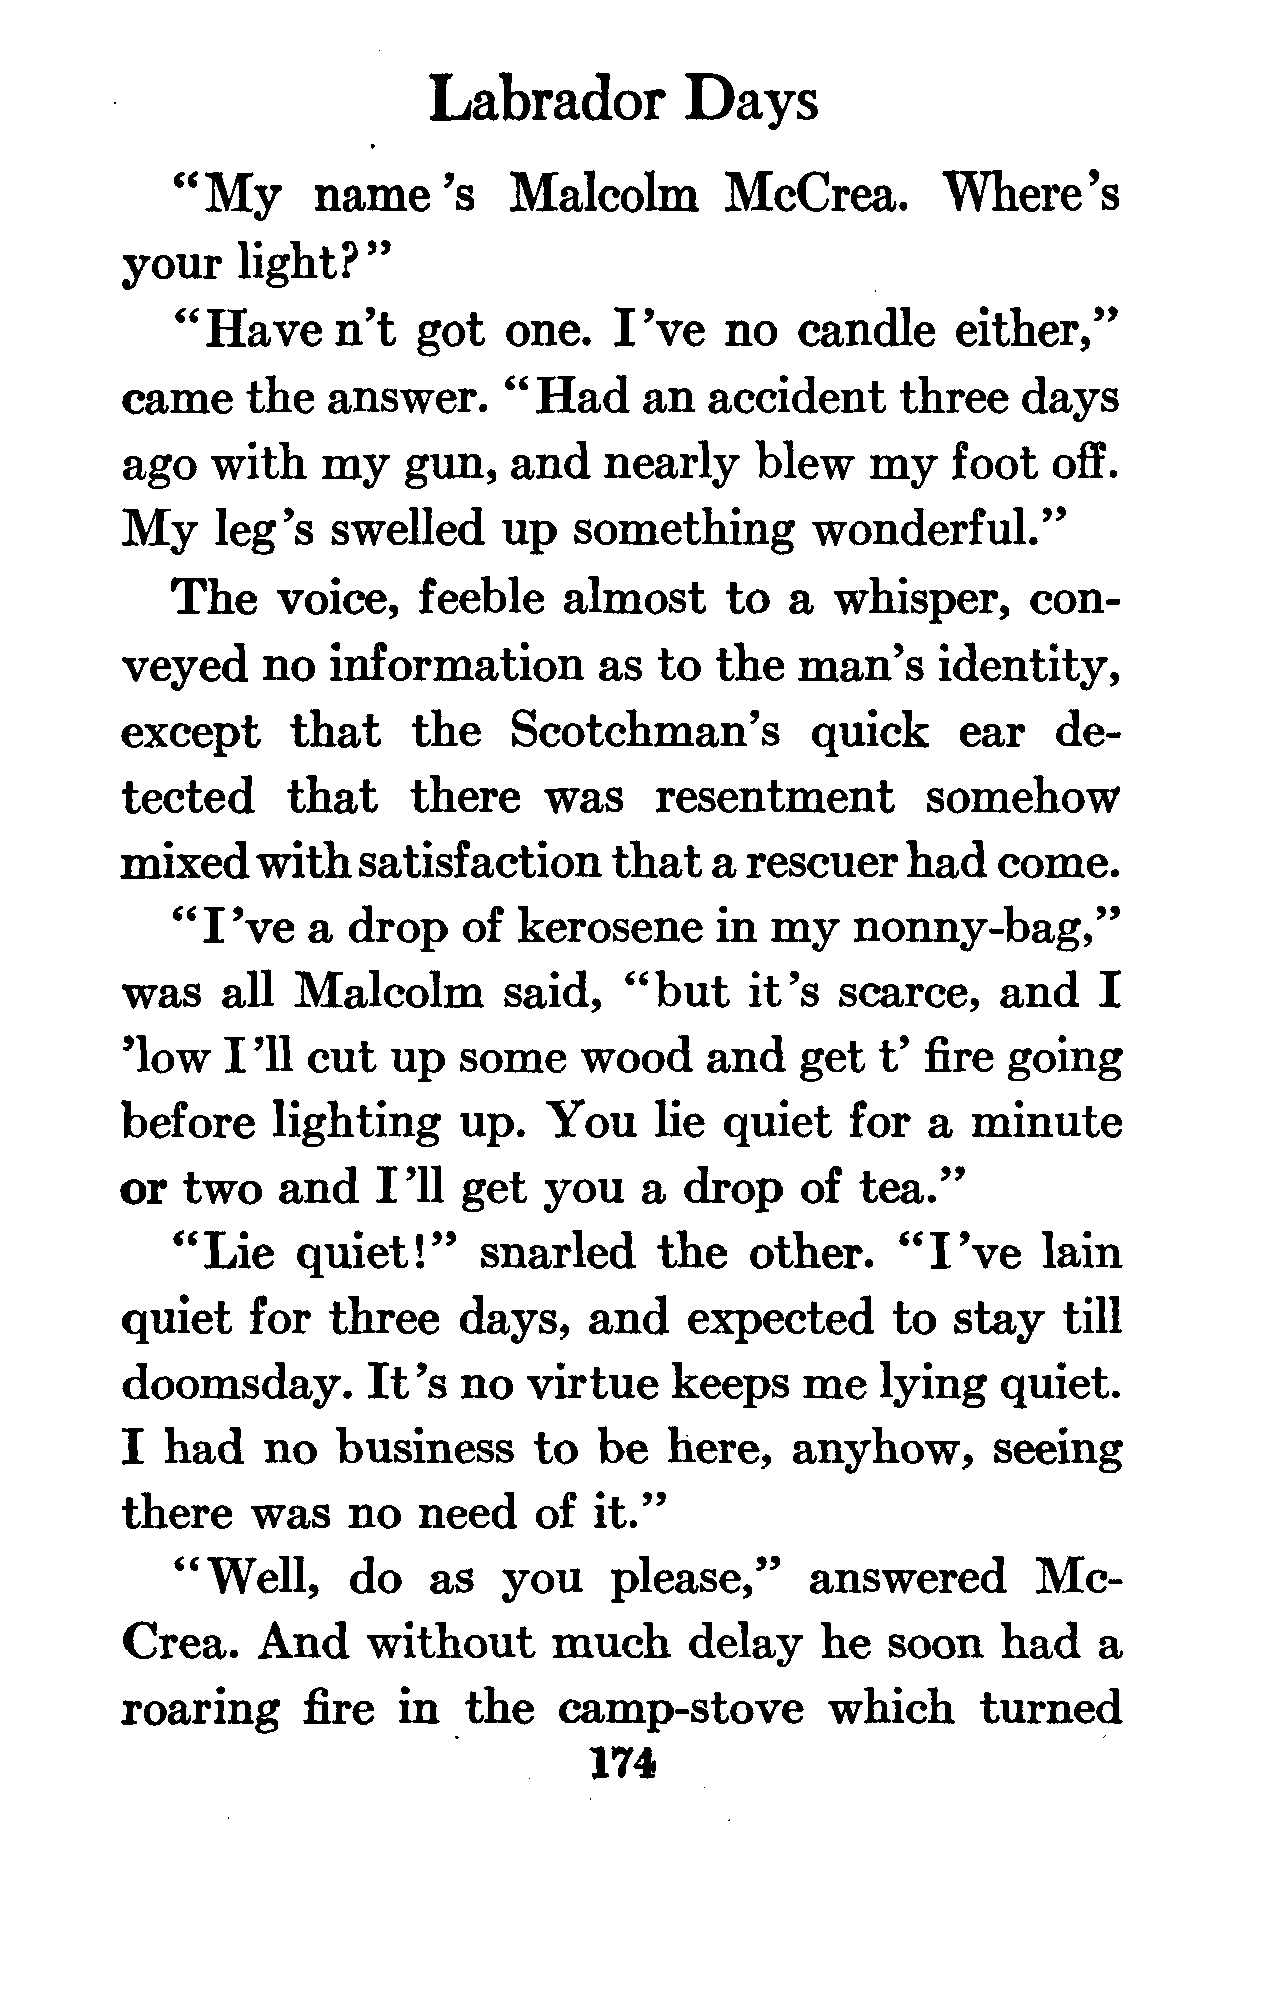 Labrador Days
“My name 's Malcolm McCrea. Where's
your light?”
“Have n't got one. I 've no candle either,”
came the answer. “Had an accident three days
ago with my gun, and nearly blew my foot off.
My leg's swelled up something wonderful.”
The voice, feeble almost to a whisper, con-
veyed no information as to the man's identity,
except that the Scotchman's quick ear de-
tected that there was resentment somehow
mixed with satisfaction that a rescuer had come.
“I 've a drop of kerosene in my nonny-bag,”
was all Malcolm said, “but it 's scarce, and I
'low I 'll cut up some wood and get t' fire going
before lighting up. You lie quiet for a minute
or two and I 'll get you a drop of tea.”
“Lie quiet!” snarled the other. “I 've lain
quiet for three days, and expected to stay till
doomsday. It 's no virtue keeps me lying quiet.
I had no business to be here, anyhow, seeing
there was no need of it.”
“Well, do as you please,” answered Mc-
Crea. And without much delay he soon had a
roaring fire in the camp-stove which turned
174